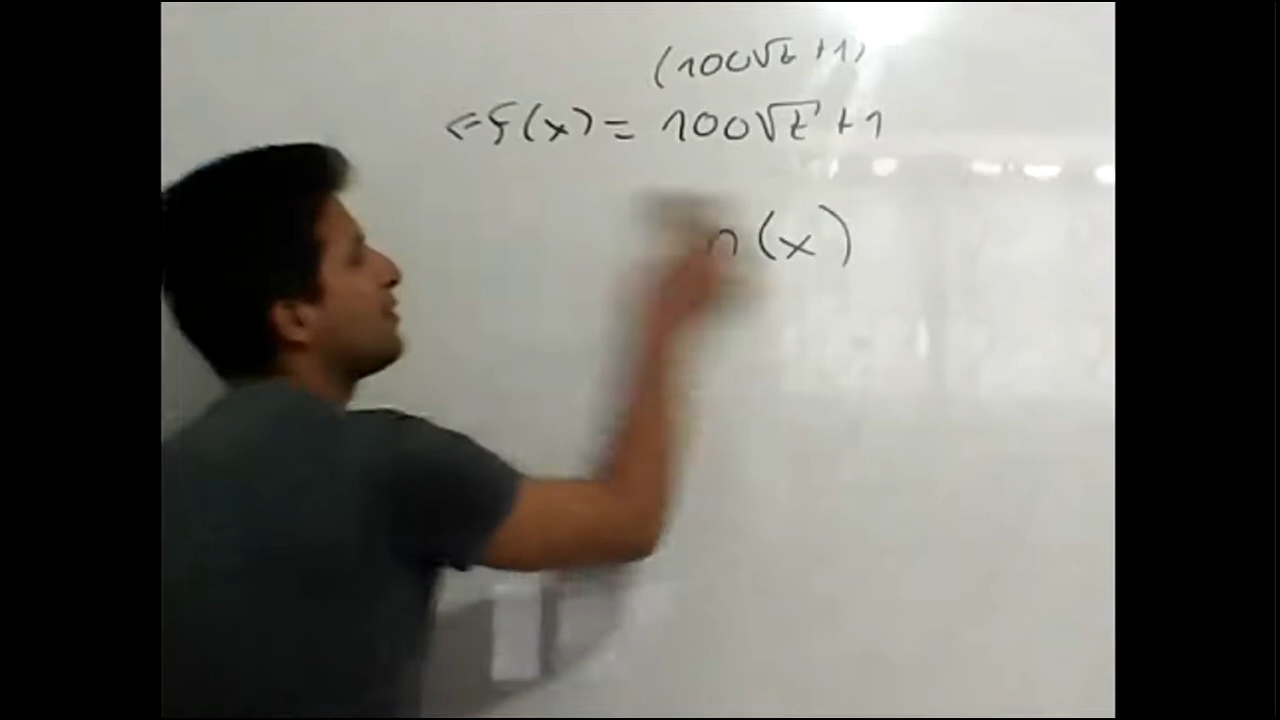 (100√t +1)
f(x) = 100√t +1
n(x)